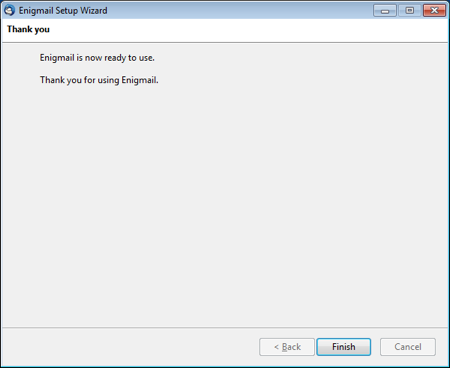 Enigmail Setup Wizard
Thank you
Enigmail is now ready to use.
Thank you for using Enigmail.
< Back
Finish
Cancel